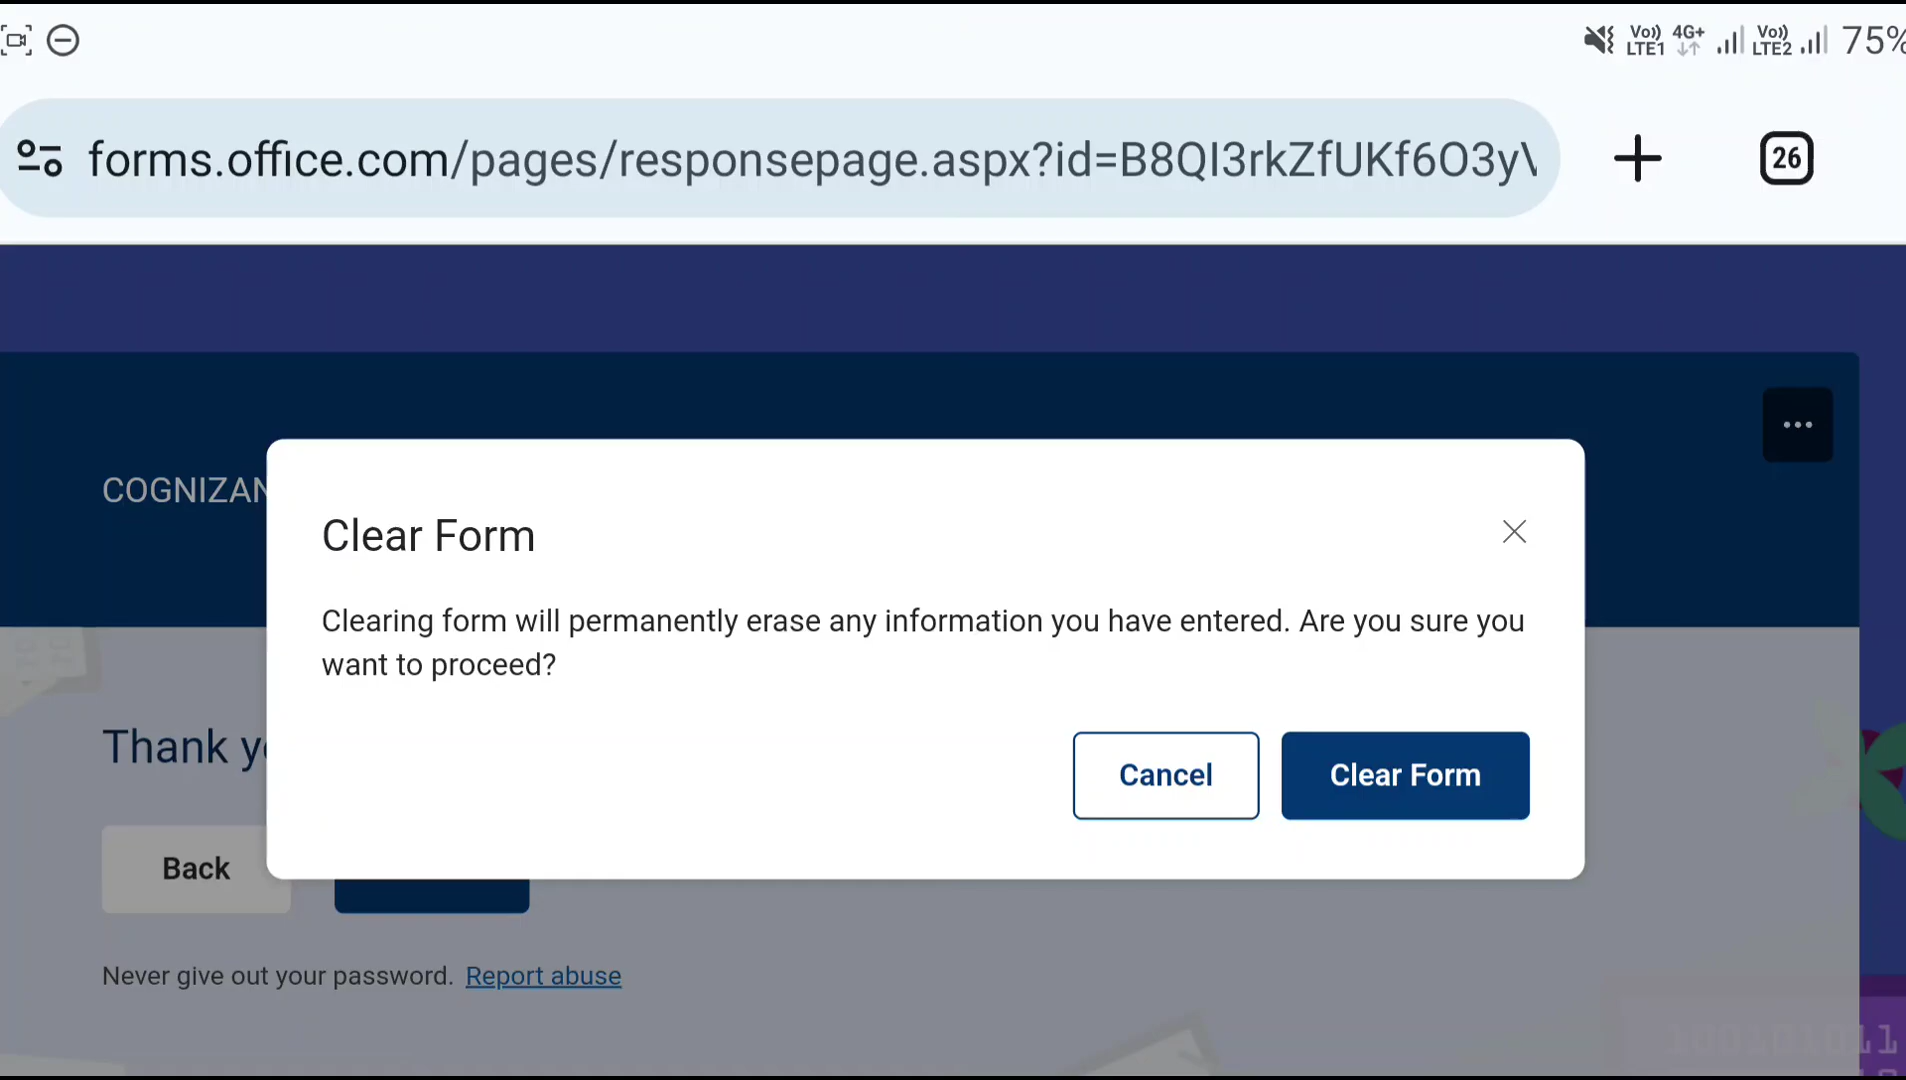 Vo)) LTE1 4G+ Vo)) LTE2 75%
forms.office.com/pages/responsepage.aspx?id=B8QI3rkZfUKf6O3yV
26
COGNIZAN
Clear Form
Clearing form will permanently erase any information you have entered. Are you sure you
want to proceed?
Thank yo
Cancel Clear Form
Back
Never give out your password. Report abuse